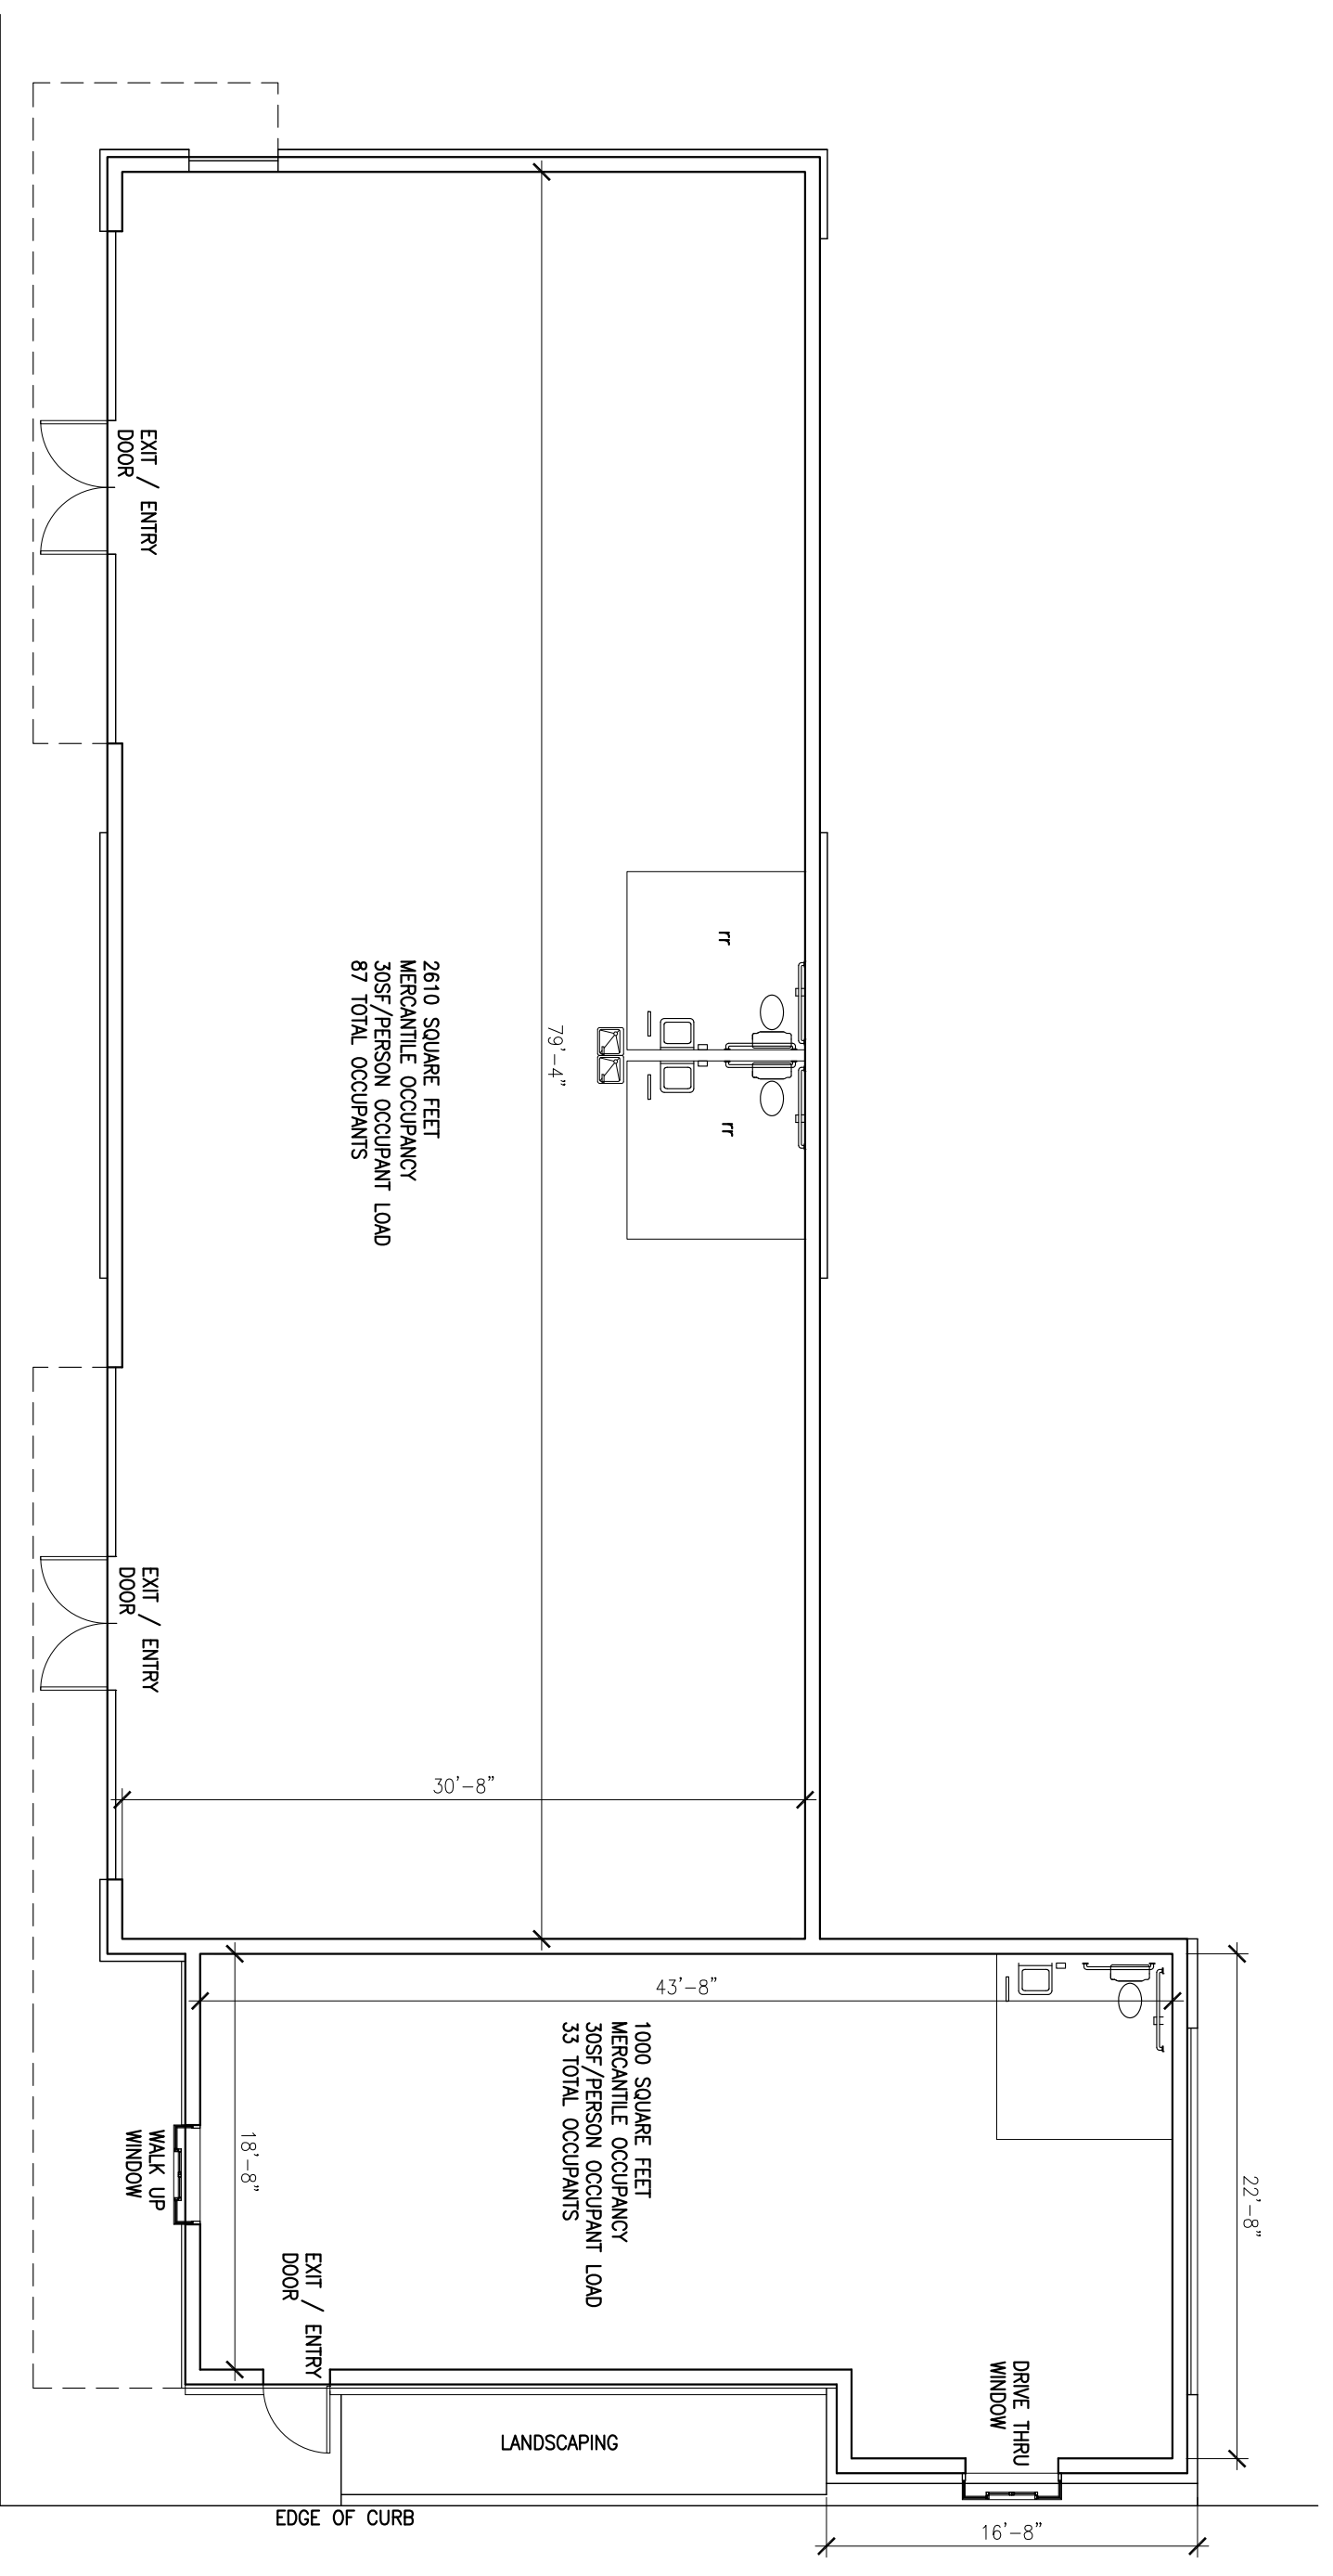 EXIT / ENTRY
DOOR
rr
rr
79'-4"
2610 SQUARE FEET
MERCANTILE OCCUPANCY
30SF/PERSON OCCUPANT LOAD
87 TOTAL OCCUPANTS
EXIT / ENTRY
DOOR
30'-8"
43'-8"
22'-8"
1000 SQUARE FEET
MERCANTILE OCCUPANCY
30SF/PERSON OCCUPANT LOAD
33 TOTAL OCCUPANTS
18'-8"
WALK UP
WINDOW
EXIT / ENTRY
DOOR
DRIVE THRU
WINDOW
LANDSCAPING
EDGE OF CURB
16'-8"